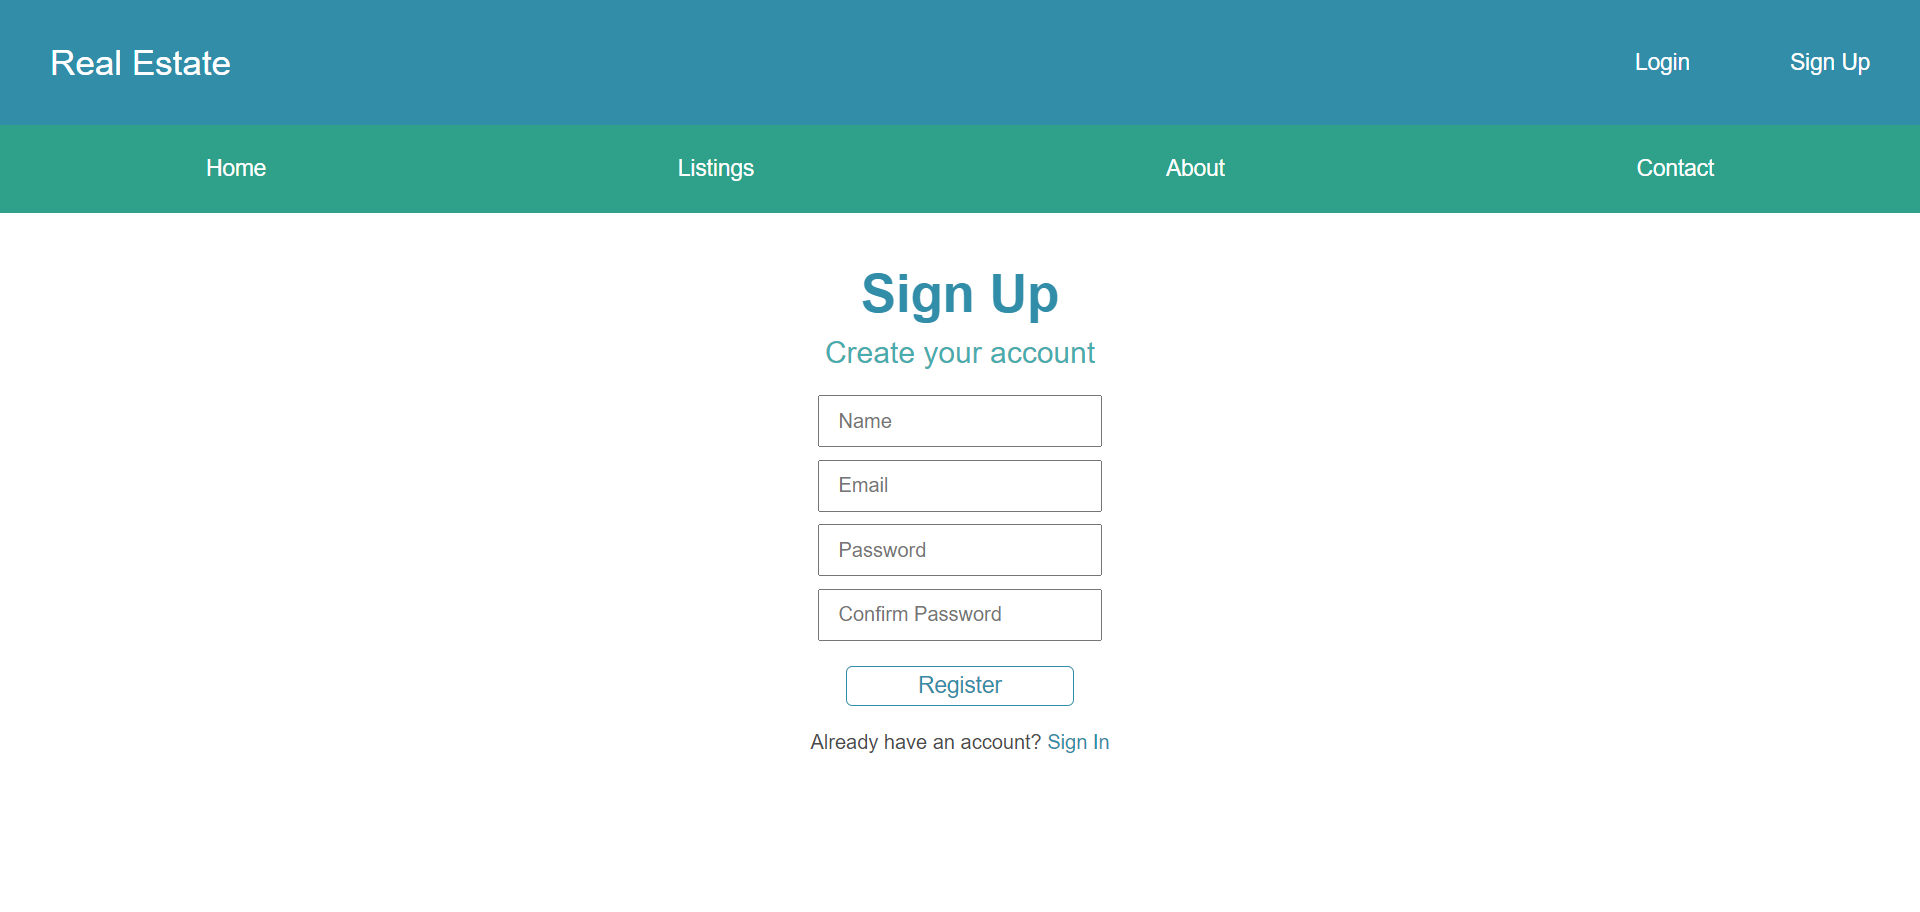 Real Estate Login Sign Up
Home Listings About Contact
Sign Up
Create your account
Name
Email
Password
Confirm Password
Register
Already have an account? Sign In